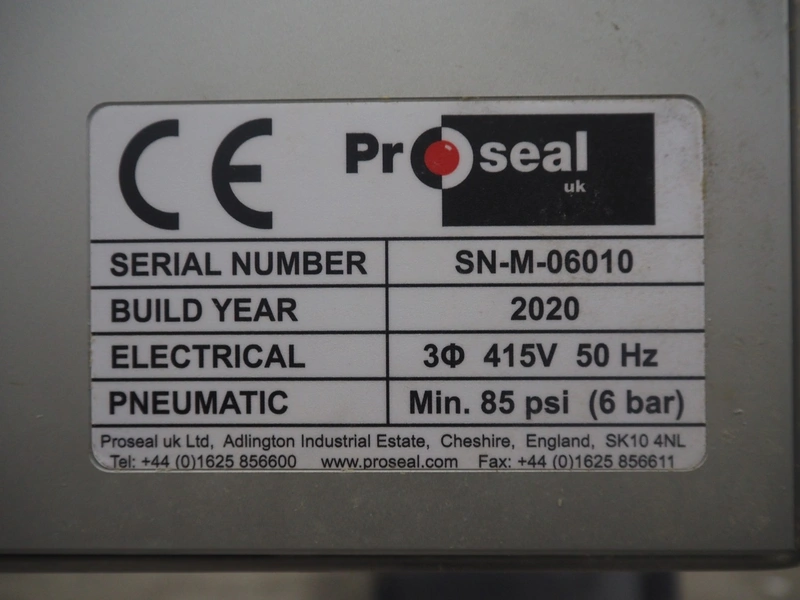 CE Proseal
uk
SERIAL NUMBER SN-M-06010
BUILD YEAR 2020
ELECTRICAL 3Φ 415V 50 Hz
PNEUMATIC Min. 85 psi (6 bar)
Proseal uk Ltd, Adlington Industrial Estate, Cheshire, England, SK10 4NL
Tel: +44 (0)1625 856600 www.proseal.com Fax: +44 (0)1625 856611